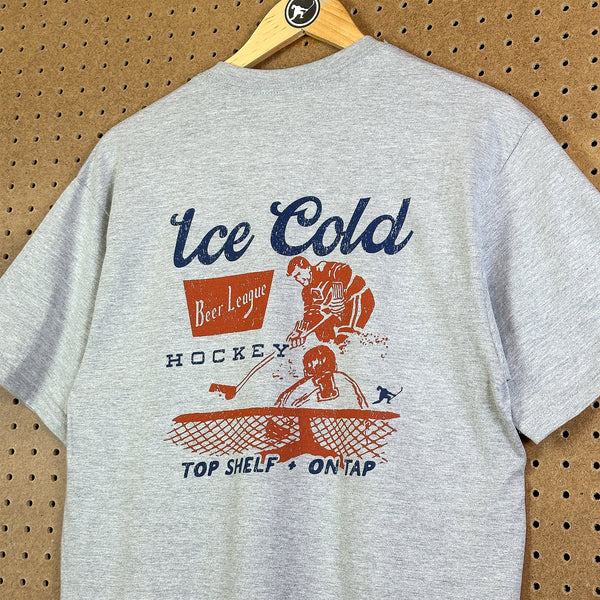 Ice Cold
Beer League
HOCKEY
TOP SHELF + ON TAP